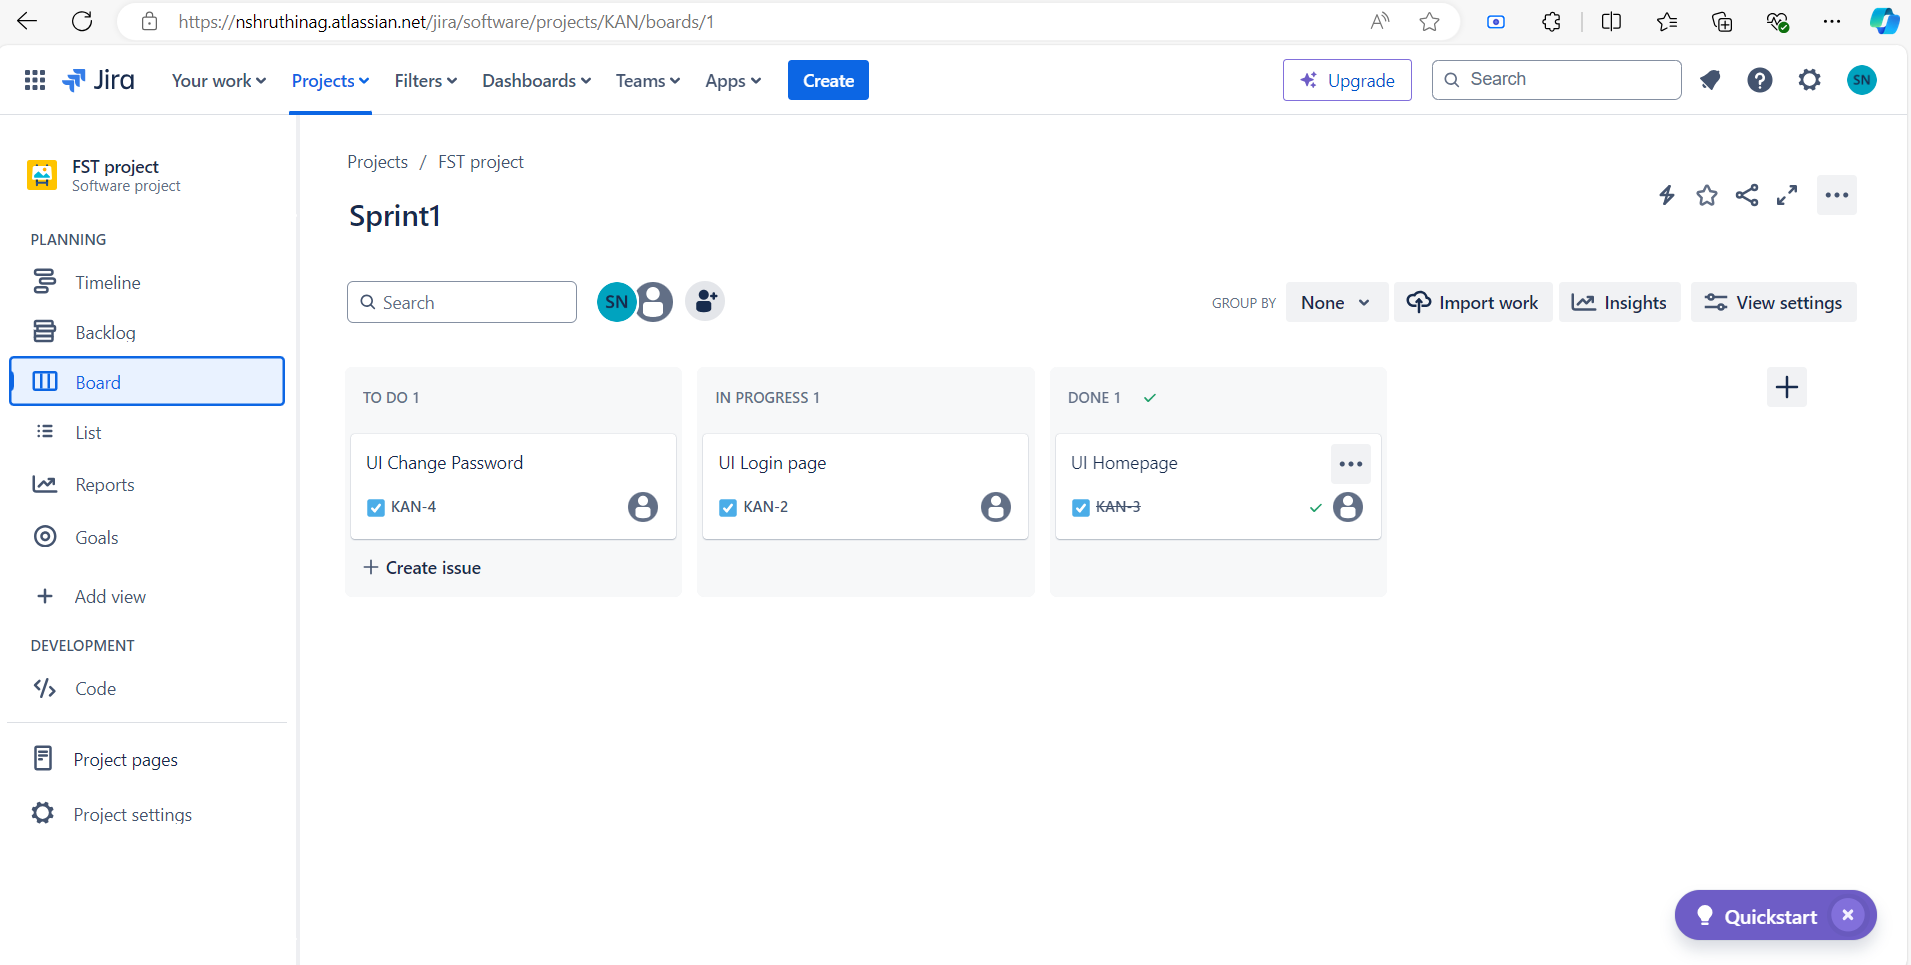 https://nshruthinag.atlassian.net/jira/software/projects/KAN/boards/1
Jira Your work Projects Filters Dashboards Teams Apps Create Upgrade Search SN
FST project
Software project
PLANNING
Timeline
Backlog
Board
List
Reports
Goals
Add view
DEVELOPMENT
Code
Project pages
Project settings
Projects / FST project
Sprint1
Search SN GROUP BY None Import work Insights View settings
TO DO 1
UI Change Password
KAN-4
+ Create issue
IN PROGRESS 1
UI Login page
KAN-2
DONE 1
UI Homepage
KAN-3
Quickstart